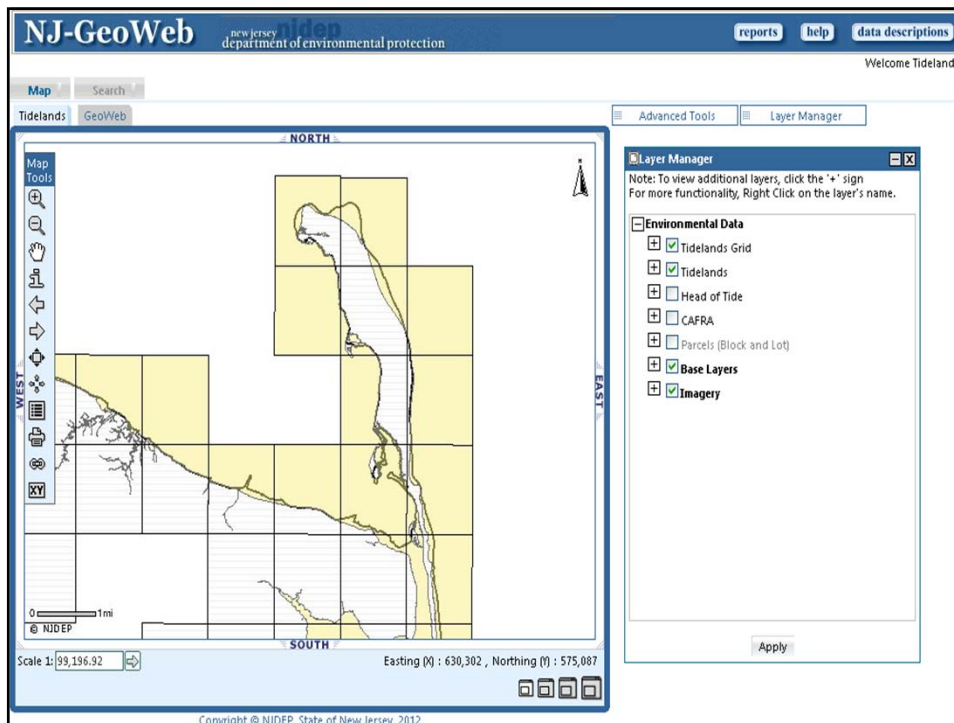 NJ-GeoWeb
new jersey njdep
department of environmental protection
reports help data descriptions
Welcome Tideland
Map Search
Tidelands GeoWeb
Advanced Tools Layer Manager
NORTH
Map
Tools
WEST
EAST
XY
0 1mi
© NJDEP
SOUTH
Scale 1: 99,196.92
Easting (X) : 630,302 , Northing (Y) : 575,087
Layer Manager
Note: To view additional layers, click the '+' sign
For more functionality, Right Click on the layer's name.
Environmental Data
Tidelands Grid
Tidelands
Head of Tide
CAFRA
Parcels (Block and Lot)
Base Layers
Imagery
Apply
Copyright © NJDEP, State of New Jersey, 2012